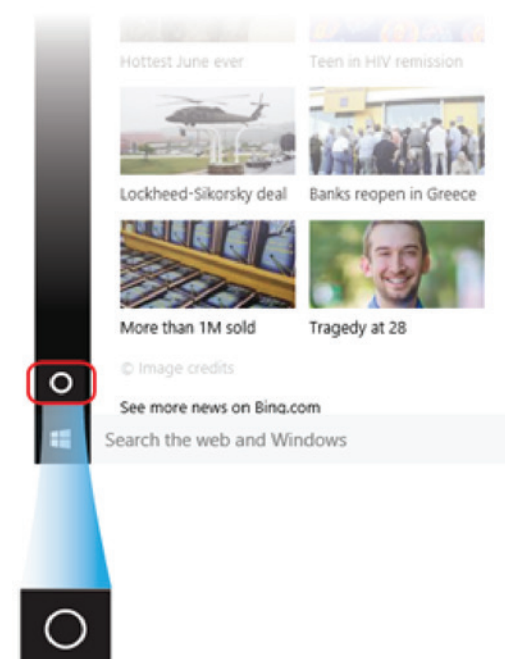 Hottest June ever
Teen in HIV remission
Lockheed-Sikorsky deal
Banks reopen in Greece
More than 1M sold
Tragedy at 28
© Image credits
See more news on Bing.com
Search the web and Windows